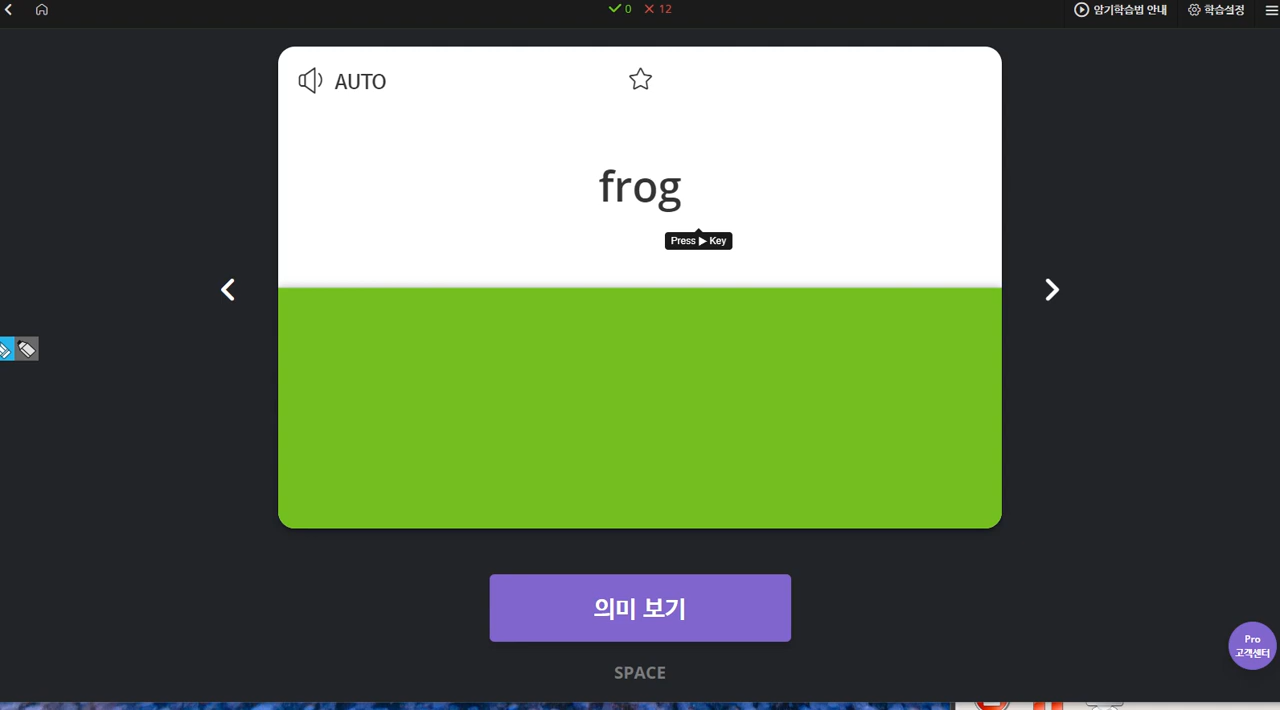 0 12 암기학습법 안내 학습설정
AUTO
frog
Press ▶ Key
의미 보기
SPACE
Pro
고객센터